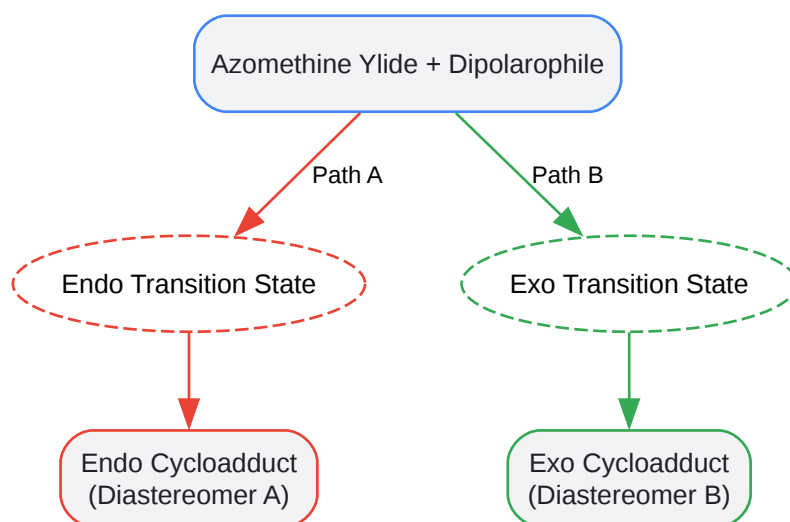 Azomethine Ylide + Dipolarophile
Path A
Path B
Endo Transition State
Exo Transition State
Endo Cycloadduct
(Diastereomer A)
Exo Cycloadduct
(Diastereomer B)